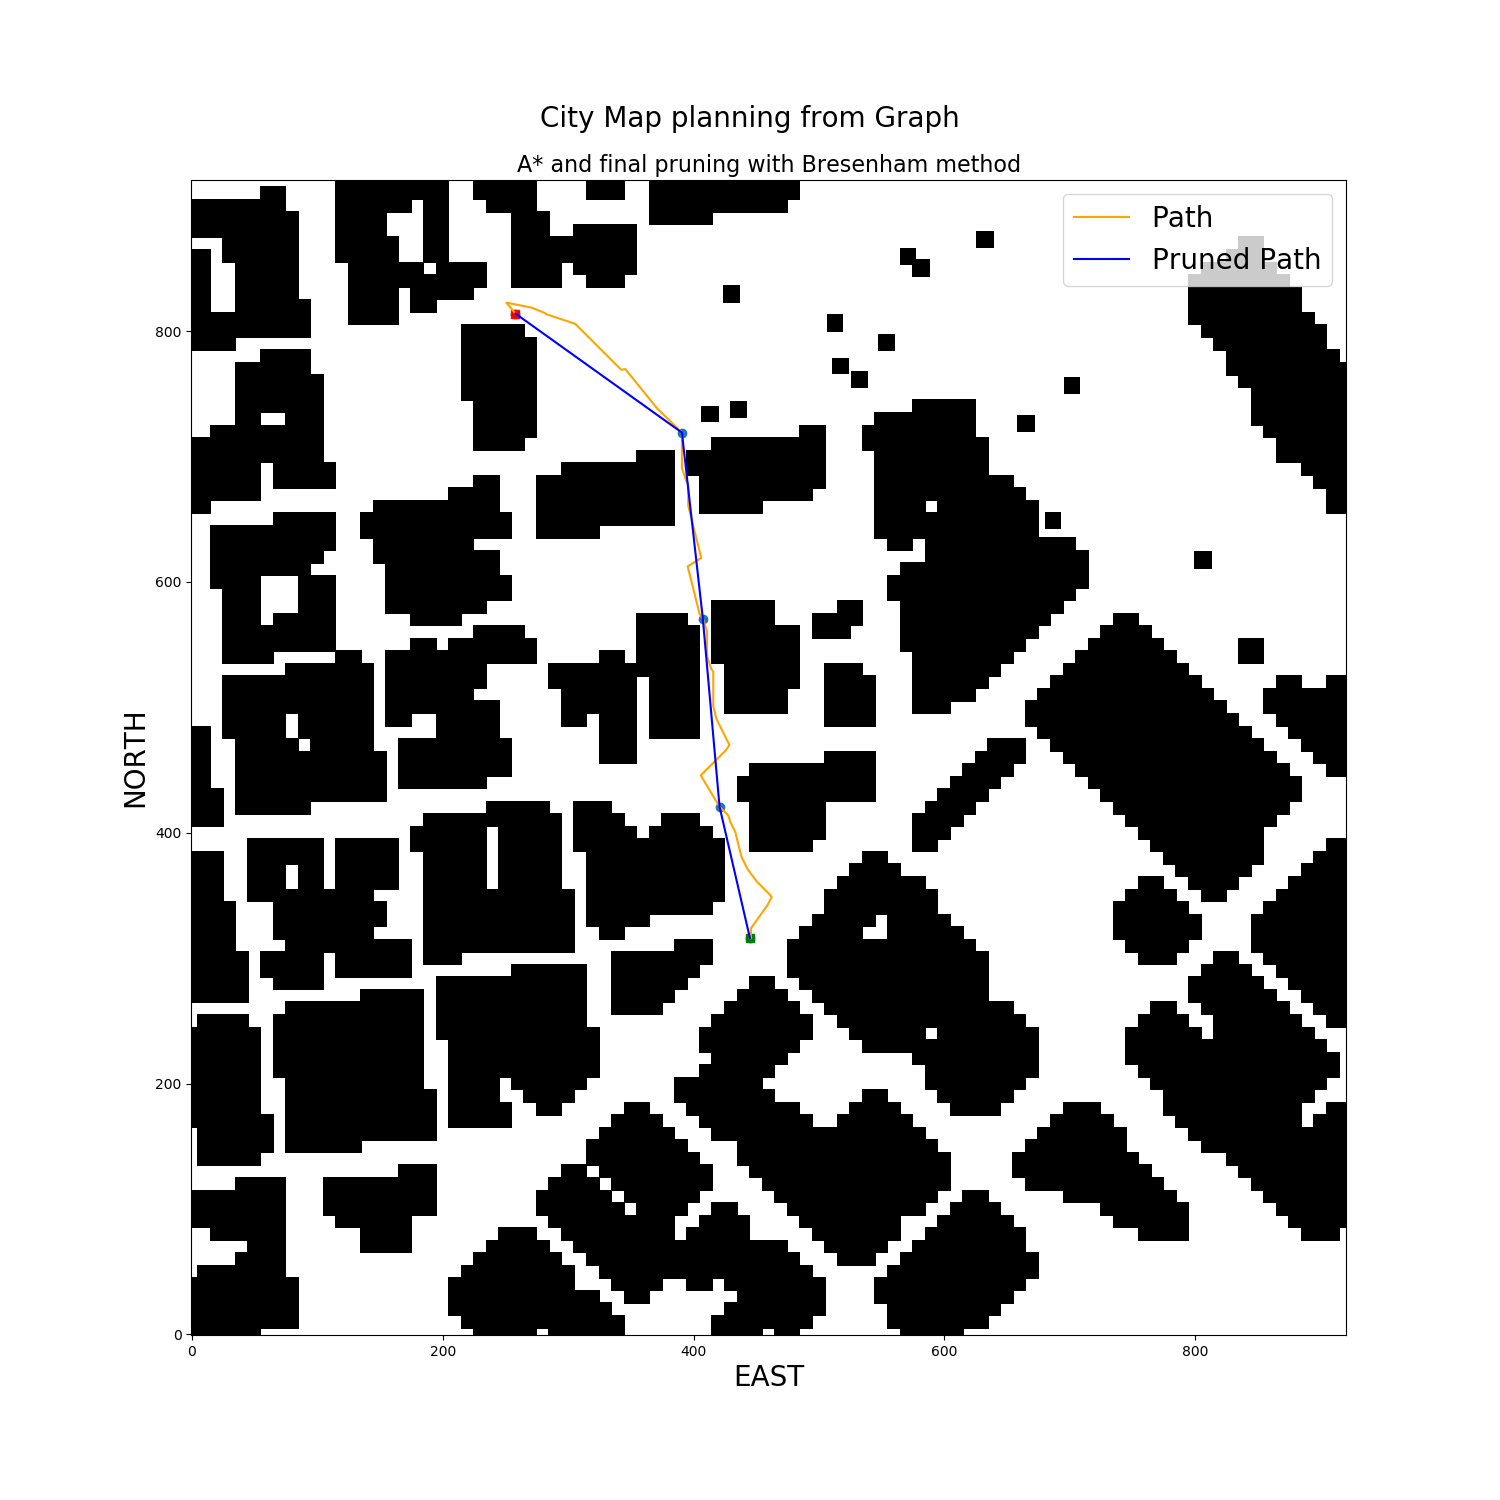 City Map planning from Graph
A* and final pruning with Bresenham method
Path
Pruned Path
800
600
400
200
0
NORTH
0 200 400 600 800
EAST